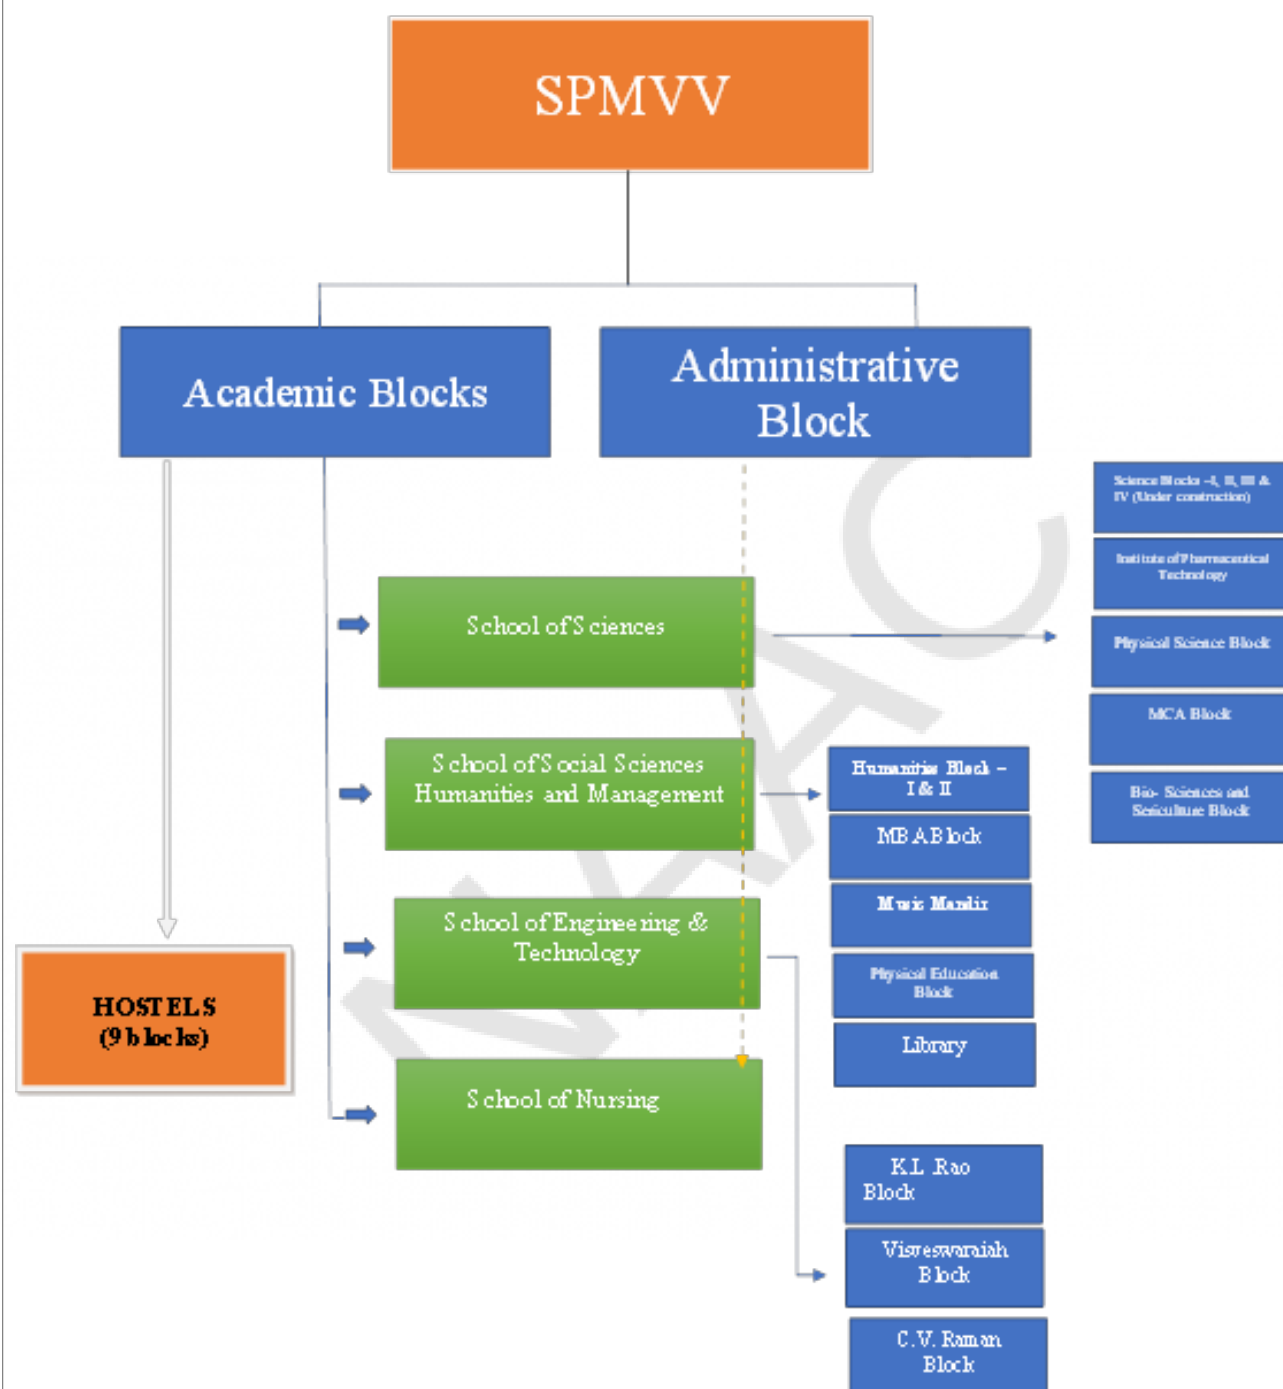 SPMVV
Academic Blocks
Administrative
Block
School of Sciences
School of Social Sciences
Humanities and Management
School of Engineering &
Technology
School of Nursing
HOSTELS
(9 blocks)
Science Blocks –I, II, III &
IV (Under construction)
Institute of Pharmaceutical
Technology
Physical Science Block
MCA Block
Bio- Sciences and
Sericulture Block
Humanities Block –
I & II
MBA Block
Music Mandir
Physical Education
Block
Library
K.L .Rao
Block
Visveswaraiah
Block
C.V. Raman
Block
NAAC